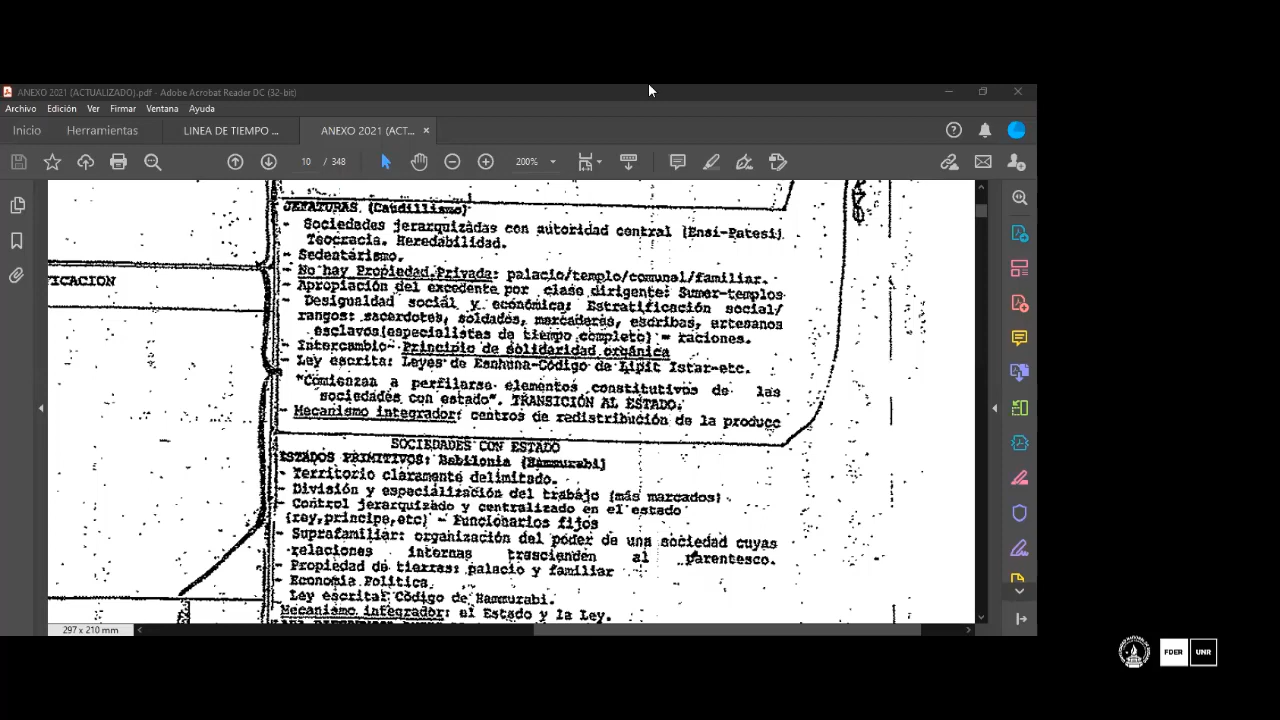 ANEXO 2021 (ACTUALIZADO).pdf - Adobe Acrobat Reader DC (32-bit)
Archivo Edición Ver Firmar Ventana Ayuda
Inicio Herramientas LINEA DE TIEMPO ... ANEXO 2021 (ACT... ×
10 / 348 200%
JEFATURAS (Caudillismo)
- Sociedades jerarquizadas con autoridad central (Ensi-Patesi)
Teocracia. Heredabilidad.
- Sedentarismo.
- No hay Propiedad Privada: palacio/templo/comunal/familiar.
- Apropiación del excedente por clase dirigente: Sumer-templos
- Desigualdad social y económica: Estratificación social/
rangos: sacerdotes, soldados, mercaderes, escribas, artesanos
esclavos(especialistas de tiempo completo) = raciones.
- Intercambio- Principio de solidaridad orgánica
- Ley escrita: Leyes de Eshnuna-Código de Lipit Istar-etc.
"Comienzan a perfilarse elementos constitutivos de las
sociedades con estado". TRANSICIÓN AL ESTADO.
- Mecanismo integrador: centros de redistribución de la producc
ICACION
SOCIEDADES CON ESTADO
ESTADOS PRIMITIVOS: Babilonia (Hammurabi)
- Territorio claramente delimitado.
- División y especialización del trabajo (más marcados)
- Control jerarquizado y centralizado en el estado
(rey, príncipe, etc) - Funcionarios fijos
- Suprafamiliar: organización del poder de una sociedad cuyas
relaciones internas trascienden al parentesco.
- Propiedad de tierras: palacio y familiar
- Economía Política
Ley escrita: Código de Hammurabi.
Mecanismo integrador: el Estado y la Ley.
297 x 210 mm
FDER UNR